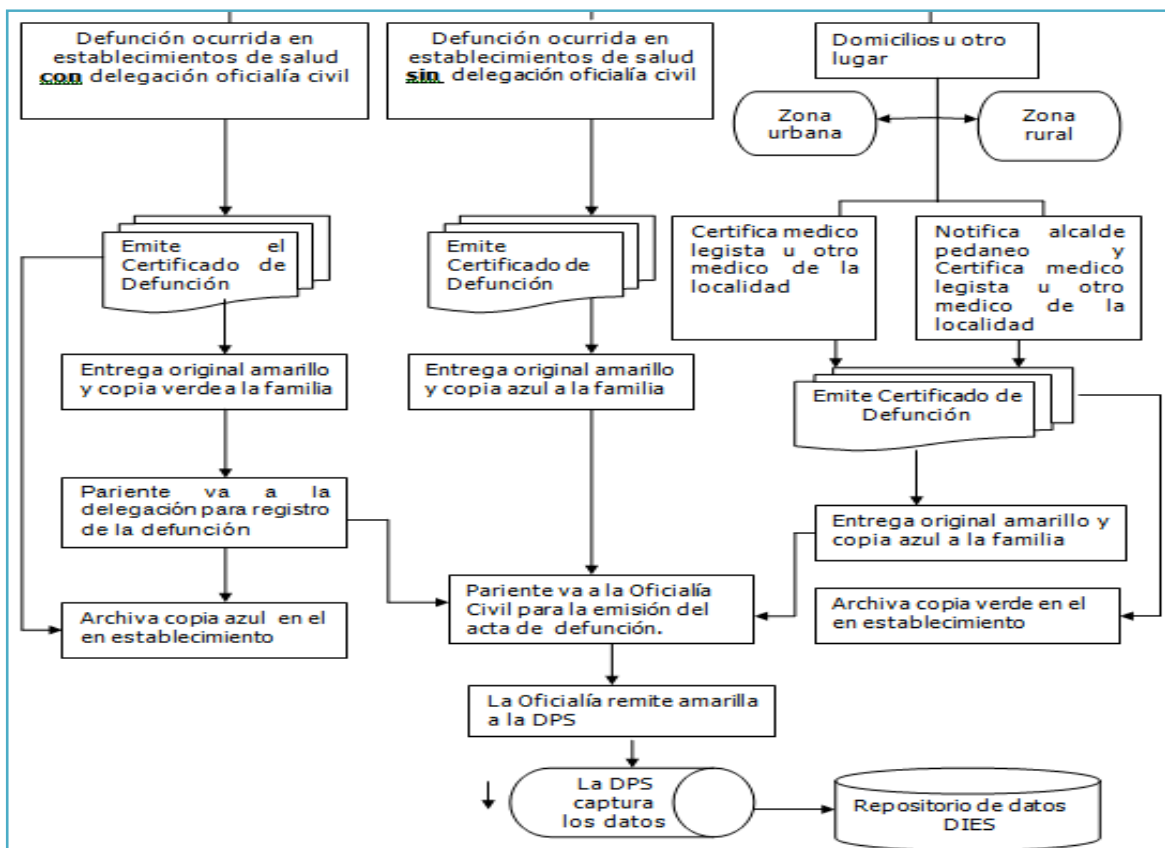 Defunción ocurrida en
establecimientos de salud
con delegación oficialía civil
Defunción ocurrida en
establecimientos de salud
sin delegación oficialía civil
Domicilios u otro
lugar
Zona
urbana
Zona
rural
Emite el
Certificado de
Defunción
Emite
Certificado de
Defunción
Certifica medico
legista u otro
medico de la
localidad
Notifica alcalde
pedaneo y
Certifica medico
legista u otro
medico de la
localidad
Entrega original amarillo
y copia verde a la familia
Entrega original amarillo
y copia azul a la familia
Emite Certificado de
Defunción
Pariente va a la
delegación para registro
de la defunción
Entrega original amarillo y
copia azul a la familia
Archiva copia azul en el
en establecimiento
Pariente va a la Oficialía
Civil para la emisión del
acta de defunción.
Archiva copia verde en el
en establecimiento
La Oficialía remite amarilla
a la DPS
La DPS
captura
los datos
Repositorio de datos
DIES